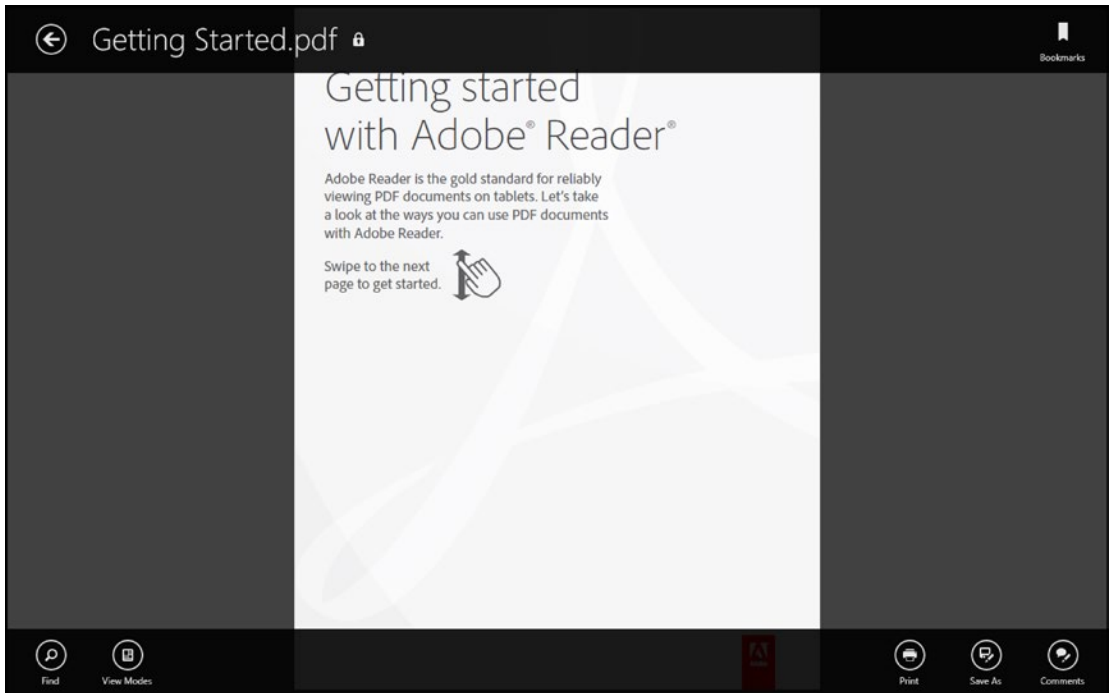 Getting Started.pdf
Bookmarks
Getting started
with Adobe® Reader®
Adobe Reader is the gold standard for reliably
viewing PDF documents on tablets. Let's take
a look at the ways you can use PDF documents
with Adobe Reader.
Swipe to the next
page to get started.
Adobe
Find
View Modes
Print
Save As
Comments